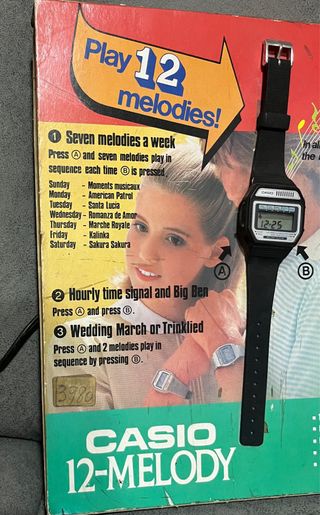 Play 12
melodies!
1 Seven melodies a week
Press Ⓐ and seven melodies play in
sequence each time Ⓑ is pressed.
Sunday - Moments musicaux
Monday - American Patrol
Tuesday - Santa Lucia
Wednesday - Romanza de Amor
Thursday - Marche Royale
Friday - Kalinka
Saturday - Sakura Sakura
In al
CASIO
12:25
A
B
2 Hourly time signal and Big Ben
Press Ⓐ and press Ⓑ.
3 Wedding March or Trinklied
Press Ⓐ and 2 melodies play in
sequence by pressing Ⓑ.
3980
CASIO
12-MELODY